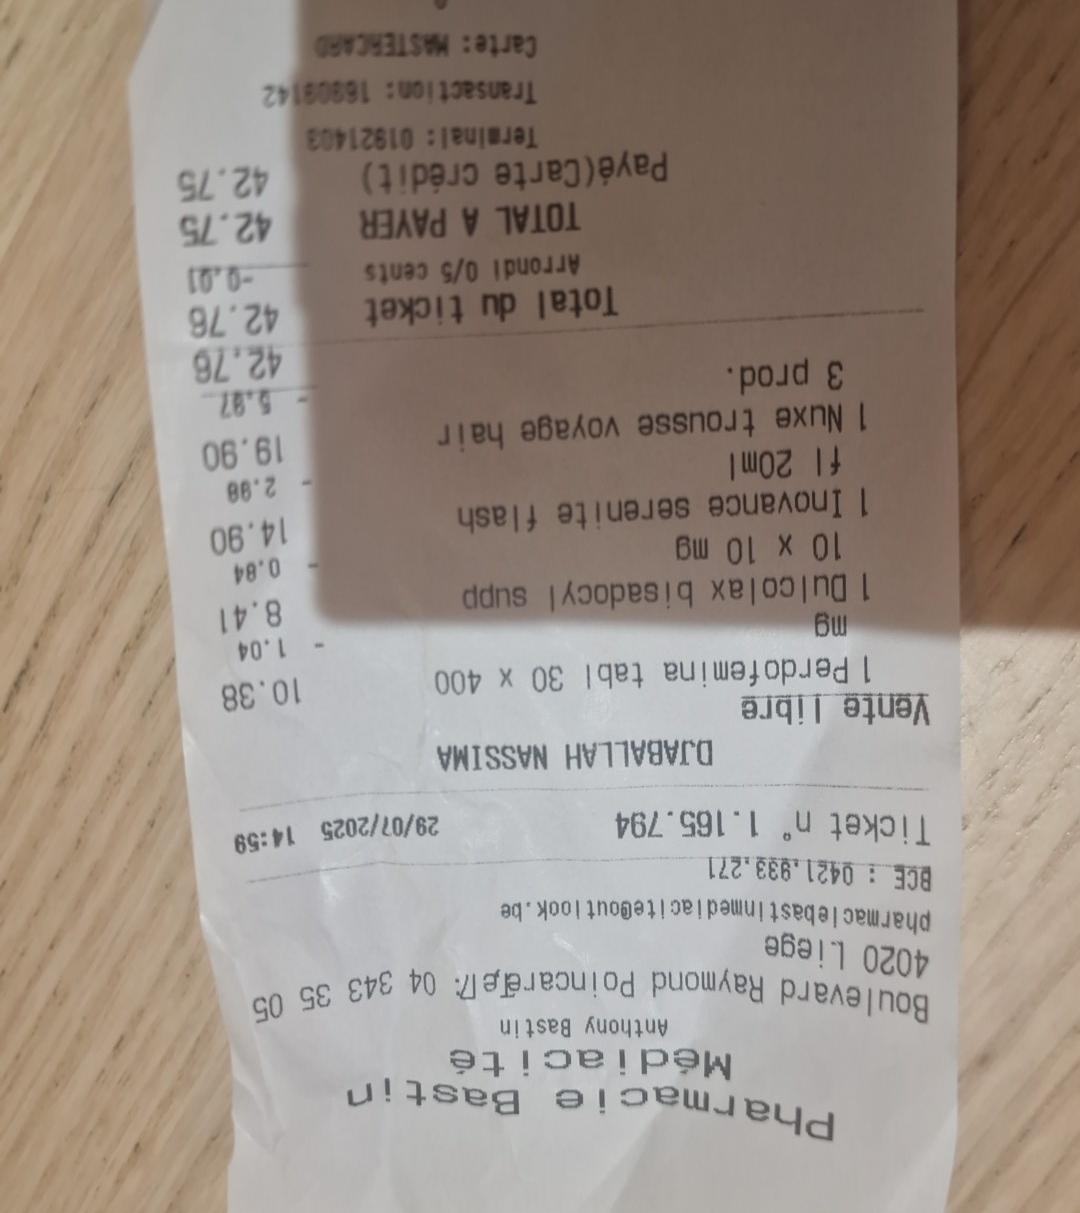 Pharmacie Bastin
Médiacité
Anthony Bastin
Boulevard Raymond Poincaré 17: 04 343 35 05
4020 Liege
pharmaciebastinmediacite@outlook.be
BCE : 0421.933.271
Ticket n° 1.165.794 29/07/2025 14:59
DJABALLAH NASSIMA
Vente libre
1 Perdofemina tabl 30 x 400 10.38
mg - 1.04
1 Dulcolax bisadocyl supp 8.41
10 x 10 mg - 0.84
1 Inovance serenite flash 14.90
fl 20ml - 2.98
1 Nuxe trousse voyage hair 19.90
- 5.97
3 prod. 42.76
Total du ticket 42.76
Arrondi 0/5 cents -0.01
TOTAL A PAYER 42.75
Payé(Carte crédit) 42.75
Terminal: 01921403
Transaction: 16909142
Carte: MASTERCARD